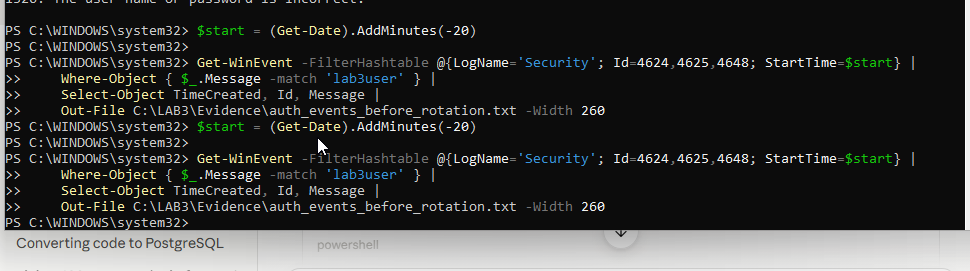 1326: The user name or password is incorrect.
PS C:\WINDOWS\system32> $start = (Get-Date).AddMinutes(-20)
PS C:\WINDOWS\system32>
PS C:\WINDOWS\system32> Get-WinEvent -FilterHashtable @{LogName='Security'; Id=4624,4625,4648; StartTime=$start} |
>>     Where-Object { $_.Message -match 'lab3user' } |
>>     Select-Object TimeCreated, Id, Message |
>>     Out-File C:\LAB3\Evidence\auth_events_before_rotation.txt -Width 260
PS C:\WINDOWS\system32> $start = (Get-Date).AddMinutes(-20)
PS C:\WINDOWS\system32>
PS C:\WINDOWS\system32> Get-WinEvent -FilterHashtable @{LogName='Security'; Id=4624,4625,4648; StartTime=$start} |
>>     Where-Object { $_.Message -match 'lab3user' } |
>>     Select-Object TimeCreated, Id, Message |
>>     Out-File C:\LAB3\Evidence\auth_events_before_rotation.txt -Width 260
PS C:\WINDOWS\system32>
Converting code to PostgreSQL
powershell